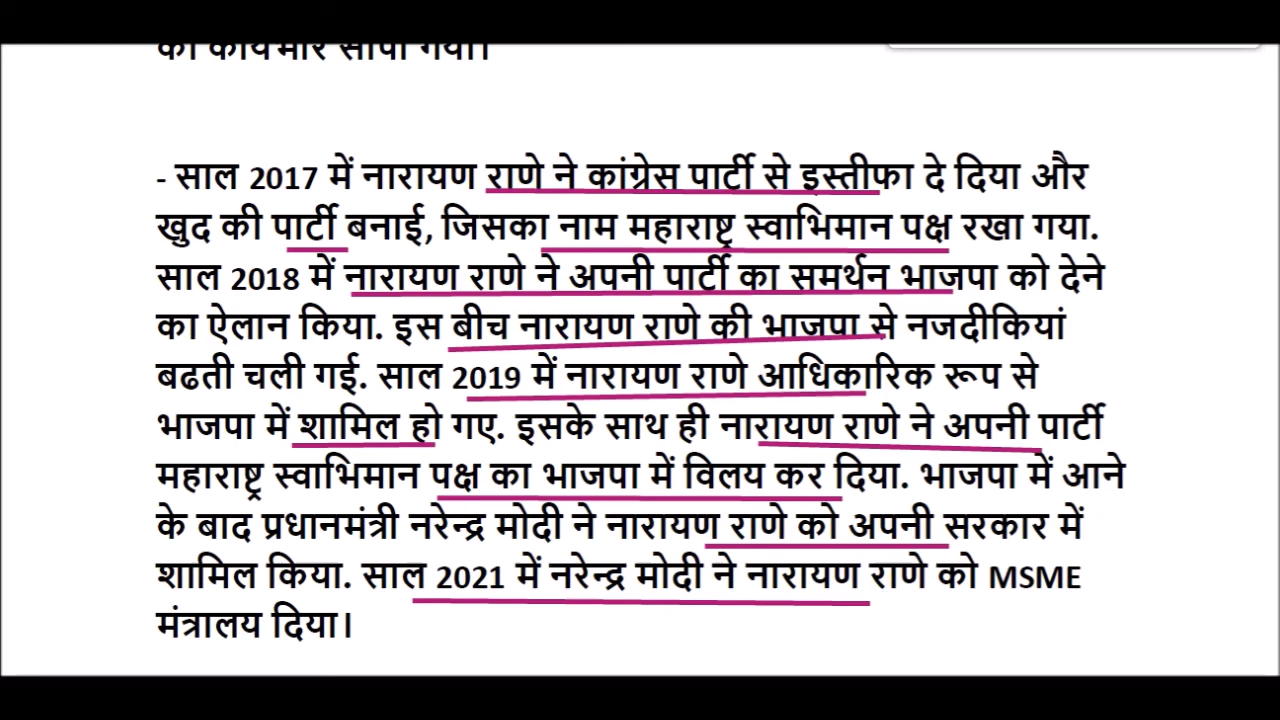 का कार्यभार सौंपा गया।
- साल 2017 में नारायण राणे ने कांग्रेस पार्टी से इस्तीफा दे दिया और
खुद की पार्टी बनाई, जिसका नाम महाराष्ट्र स्वाभिमान पक्ष रखा गया.
साल 2018 में नारायण राणे ने अपनी पार्टी का समर्थन भाजपा को देने
का ऐलान किया. इस बीच नारायण राणे की भाजपा से नजदीकियां
बढती चली गई. साल 2019 में नारायण राणे आधिकारिक रूप से
भाजपा में शामिल हो गए. इसके साथ ही नारायण राणे ने अपनी पार्टी
महाराष्ट्र स्वाभिमान पक्ष का भाजपा में विलय कर दिया. भाजपा में आने
के बाद प्रधानमंत्री नरेन्द्र मोदी ने नारायण राणे को अपनी सरकार में
शामिल किया. साल 2021 में नरेन्द्र मोदी ने नारायण राणे को MSME
मंत्रालय दिया।